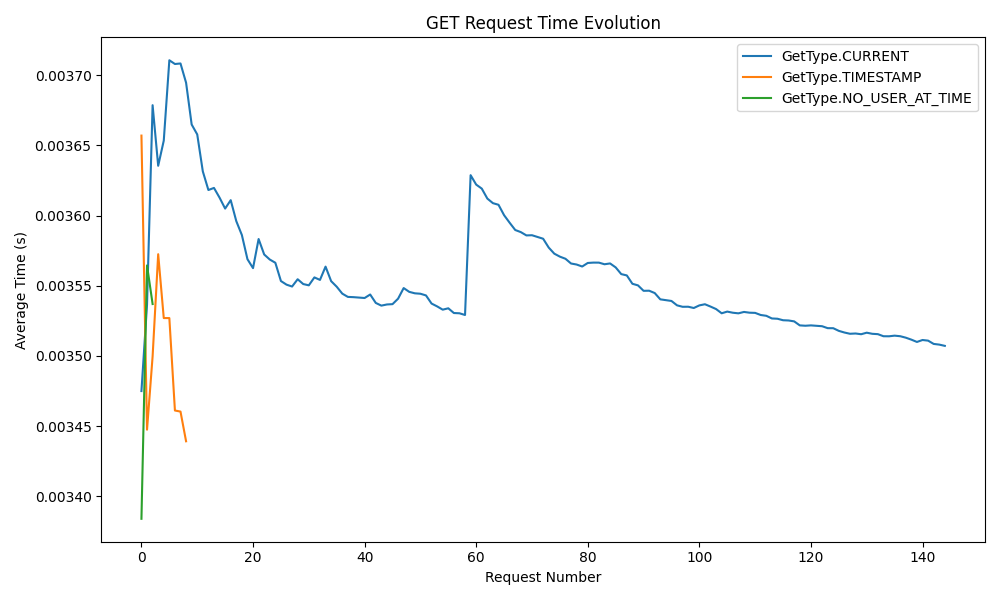 GET Request Time Evolution
GetType.CURRENT
GetType.TIMESTAMP
GetType.NO_USER_AT_TIME
Average Time (s)
0.00370
0.00365
0.00360
0.00355
0.00350
0.00345
0.00340
0 20 40 60 80 100 120 140
Request Number